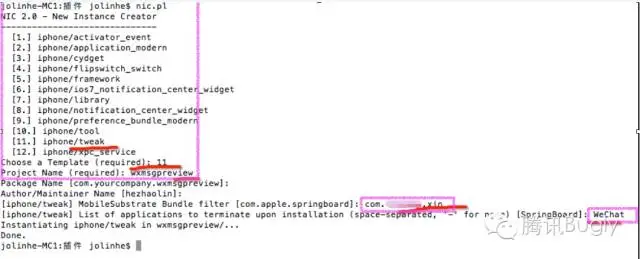 jolinhe-MC1:插件 jolinhe$ nic.pl
NIC 2.0 - New Instance Creator
------------------------------
[1.] iphone/activator_event
[2.] iphone/application_modern
[3.] iphone/cydget
[4.] iphone/flipswitch_switch
[5.] iphone/framework
[6.] iphone/ios7_notification_center_widget
[7.] iphone/library
[8.] iphone/notification_center_widget
[9.] iphone/preference_bundle_modern
[10.] iphone/tool
[11.] iphone/tweak
[12.] iphone/xpc_service
Choose a Template (required): 11
Project Name (required): wxmsgpreview
Package Name [com.yourcompany.wxmsgpreview]:
Author/Maintainer Name [hezhaolin]:
[iphone/tweak] MobileSubstrate Bundle filter [com.apple.springboard]: com. .xin
[iphone/tweak] List of applications to terminate upon installation (space-separated, '-' for none) [SpringBoard]: WeChat
Instantiating iphone/tweak in wxmsgpreview/...
Done.
jolinhe-MC1:插件 jolinhe$
腾讯Bugly